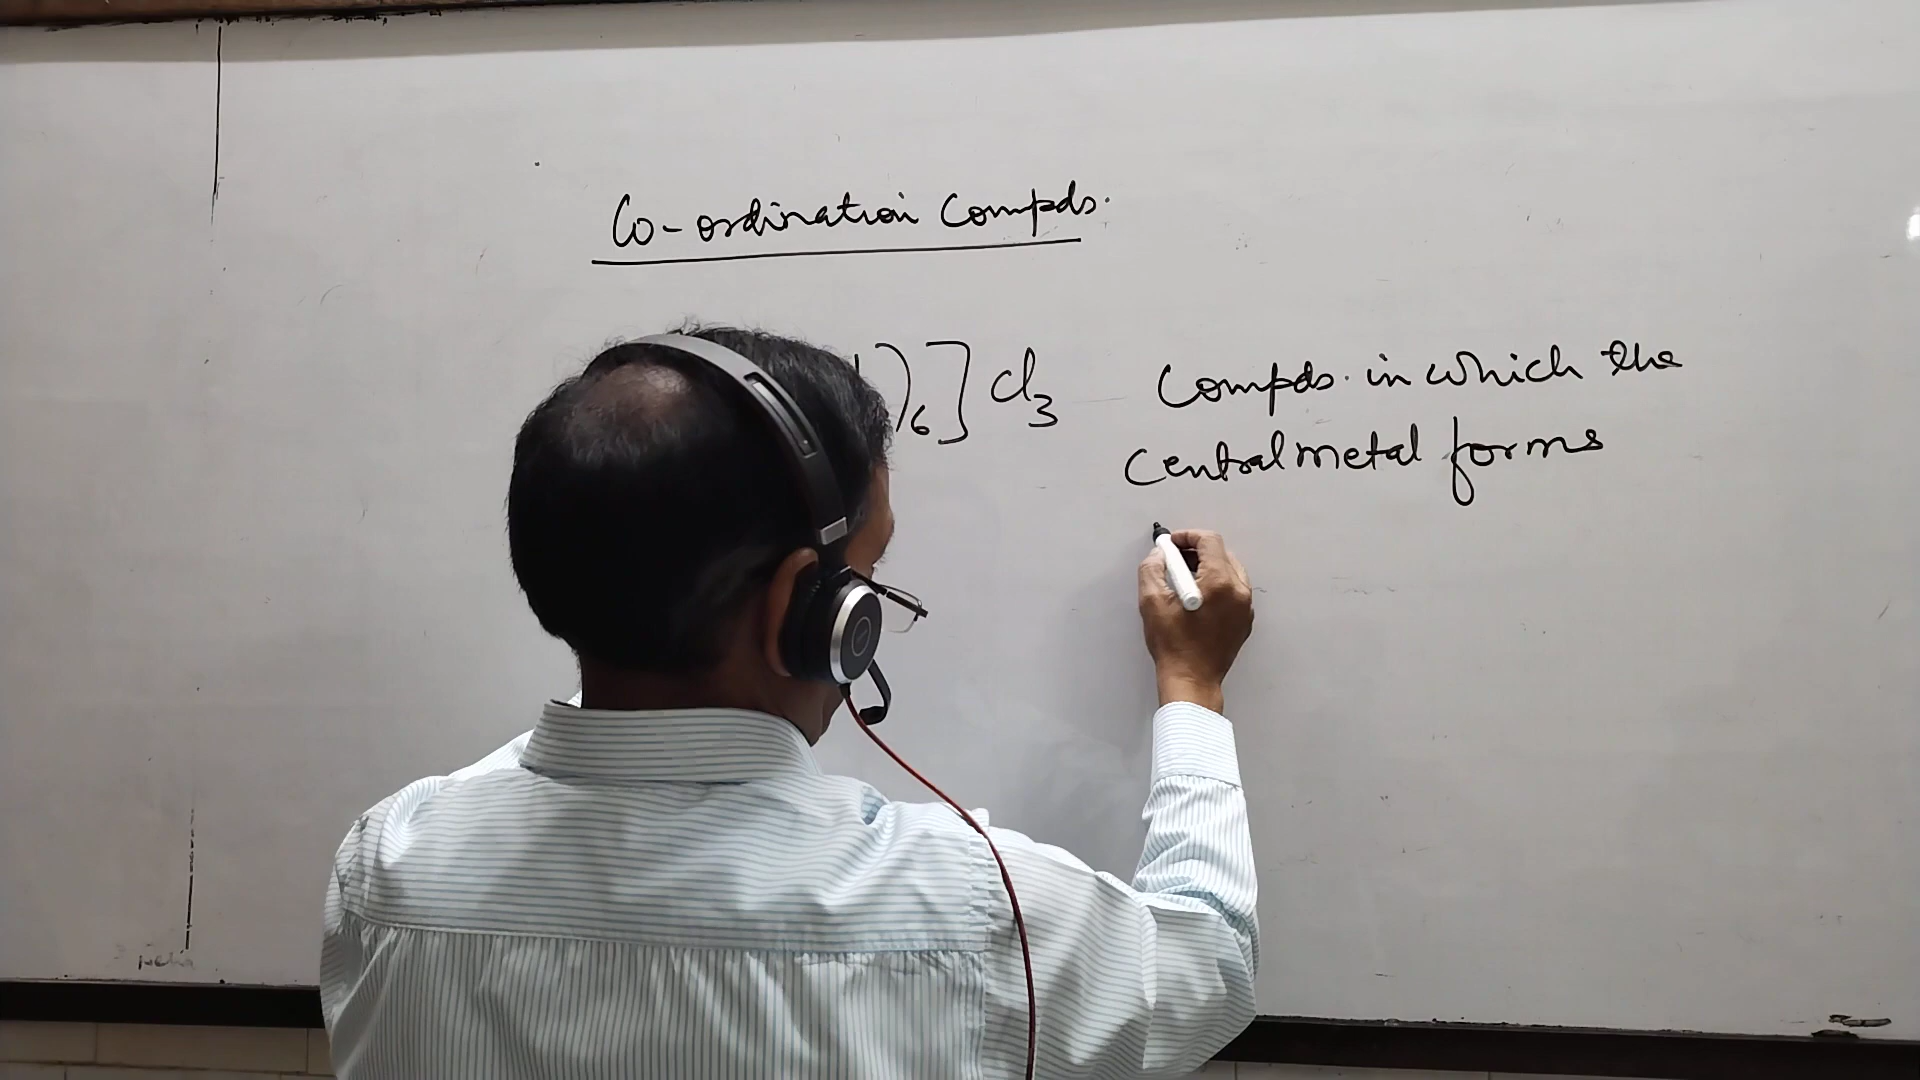 Co-ordination Compds.
)6] Cl3 Compds. in which the
Central metal forms